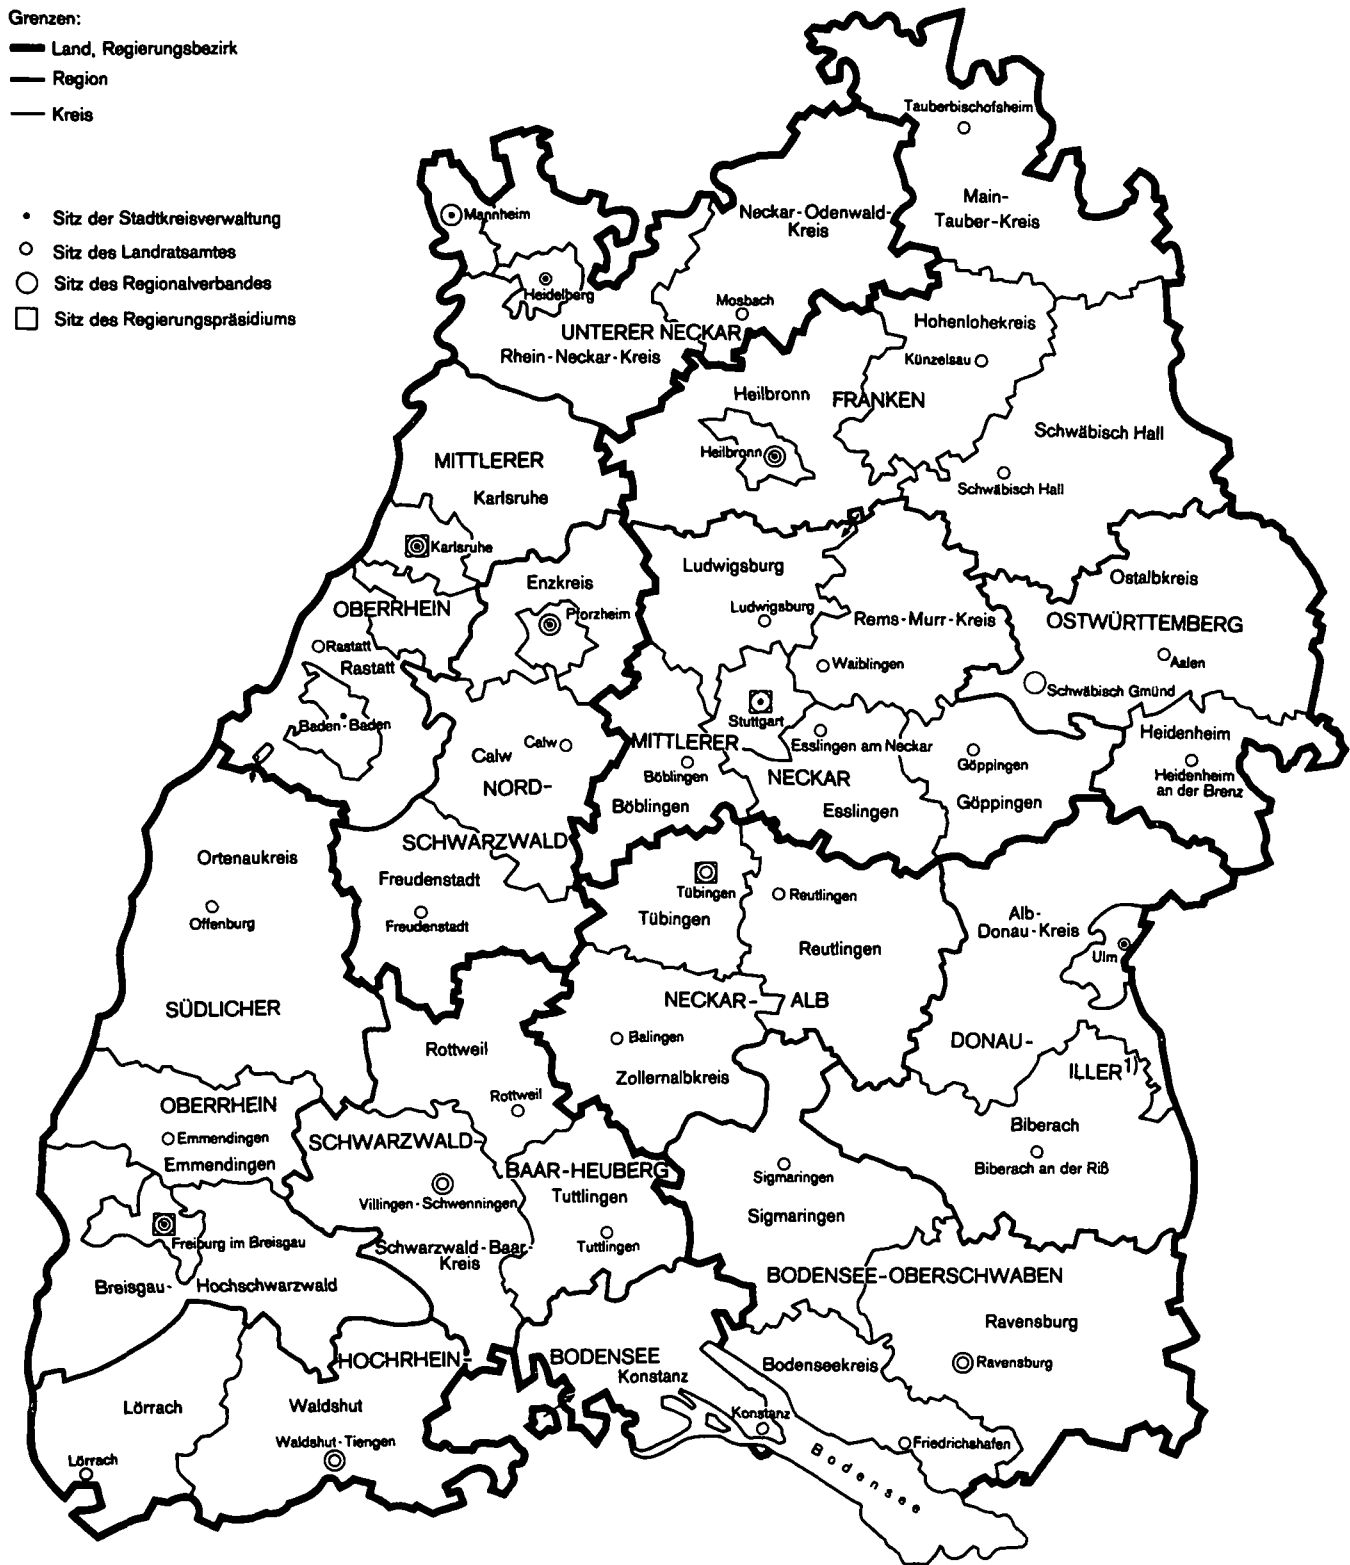 Grenzen:
Land, Regierungsbezirk
Region
Kreis
Sitz der Stadtkreisverwaltung
Sitz des Landratsamtes
Sitz des Regionalverbandes
Sitz des Regierungspräsidiums
Tauberbischofsheim
Main-
Tauber-Kreis
Mannheim
Neckar-Odenwald-
Kreis
Heidelberg
Mosbach
UNTERER NECKAR
Rhein-Neckar-Kreis
Hohenlohekreis
Künzelsau
Heilbronn
FRANKEN
Heilbronn
Schwäbisch Hall
Schwäbisch Hall
MITTLERER
Karlsruhe
Karlsruhe
OBERRHEIN
Rastatt
Rastatt
Baden-Baden
Enzkreis
Pforzheim
Ludwigsburg
Ludwigsburg
Rems-Murr-Kreis
Waiblingen
Ostalbkreis
OSTWÜRTTEMBERG
Aalen
Schwäbisch Gmünd
Stuttgart
MITTLERER
Esslingen am Neckar
Böblingen
NECKAR
Böblingen
Esslingen
Göppingen
Göppingen
Heidenheim
Heidenheim
an der Brenz
Calw
Calw
NORD-
SCHWARZWALD
Freudenstadt
Freudenstadt
Ortenaukreis
Offenburg
SÜDLICHER
Tübingen
Tübingen
Reutlingen
Reutlingen
Alb-
Donau-Kreis
Ulm
NECKAR-ALB
Balingen
Zollernalbkreis
DONAU-
ILLER1)
Rottweil
Rottweil
OBERRHEIN
Emmendingen
Emmendingen
SCHWARZWALD-
BAAR-HEUBERG
Villingen-Schwenningen
Tuttlingen
Tuttlingen
Schwarzwald-Baar-
Kreis
Biberach
Biberach an der Riß
Sigmaringen
Sigmaringen
Freiburg im Breisgau
Breisgau-Hochschwarzwald
BODENSEE-OBERSCHWABEN
Ravensburg
Ravensburg
HOCHRHEIN-
BODENSEE
Konstanz
Bodenseekreis
Konstanz
Friedrichshafen
Bodensee
Lörrach
Lörrach
Waldshut
Waldshut-Tiengen